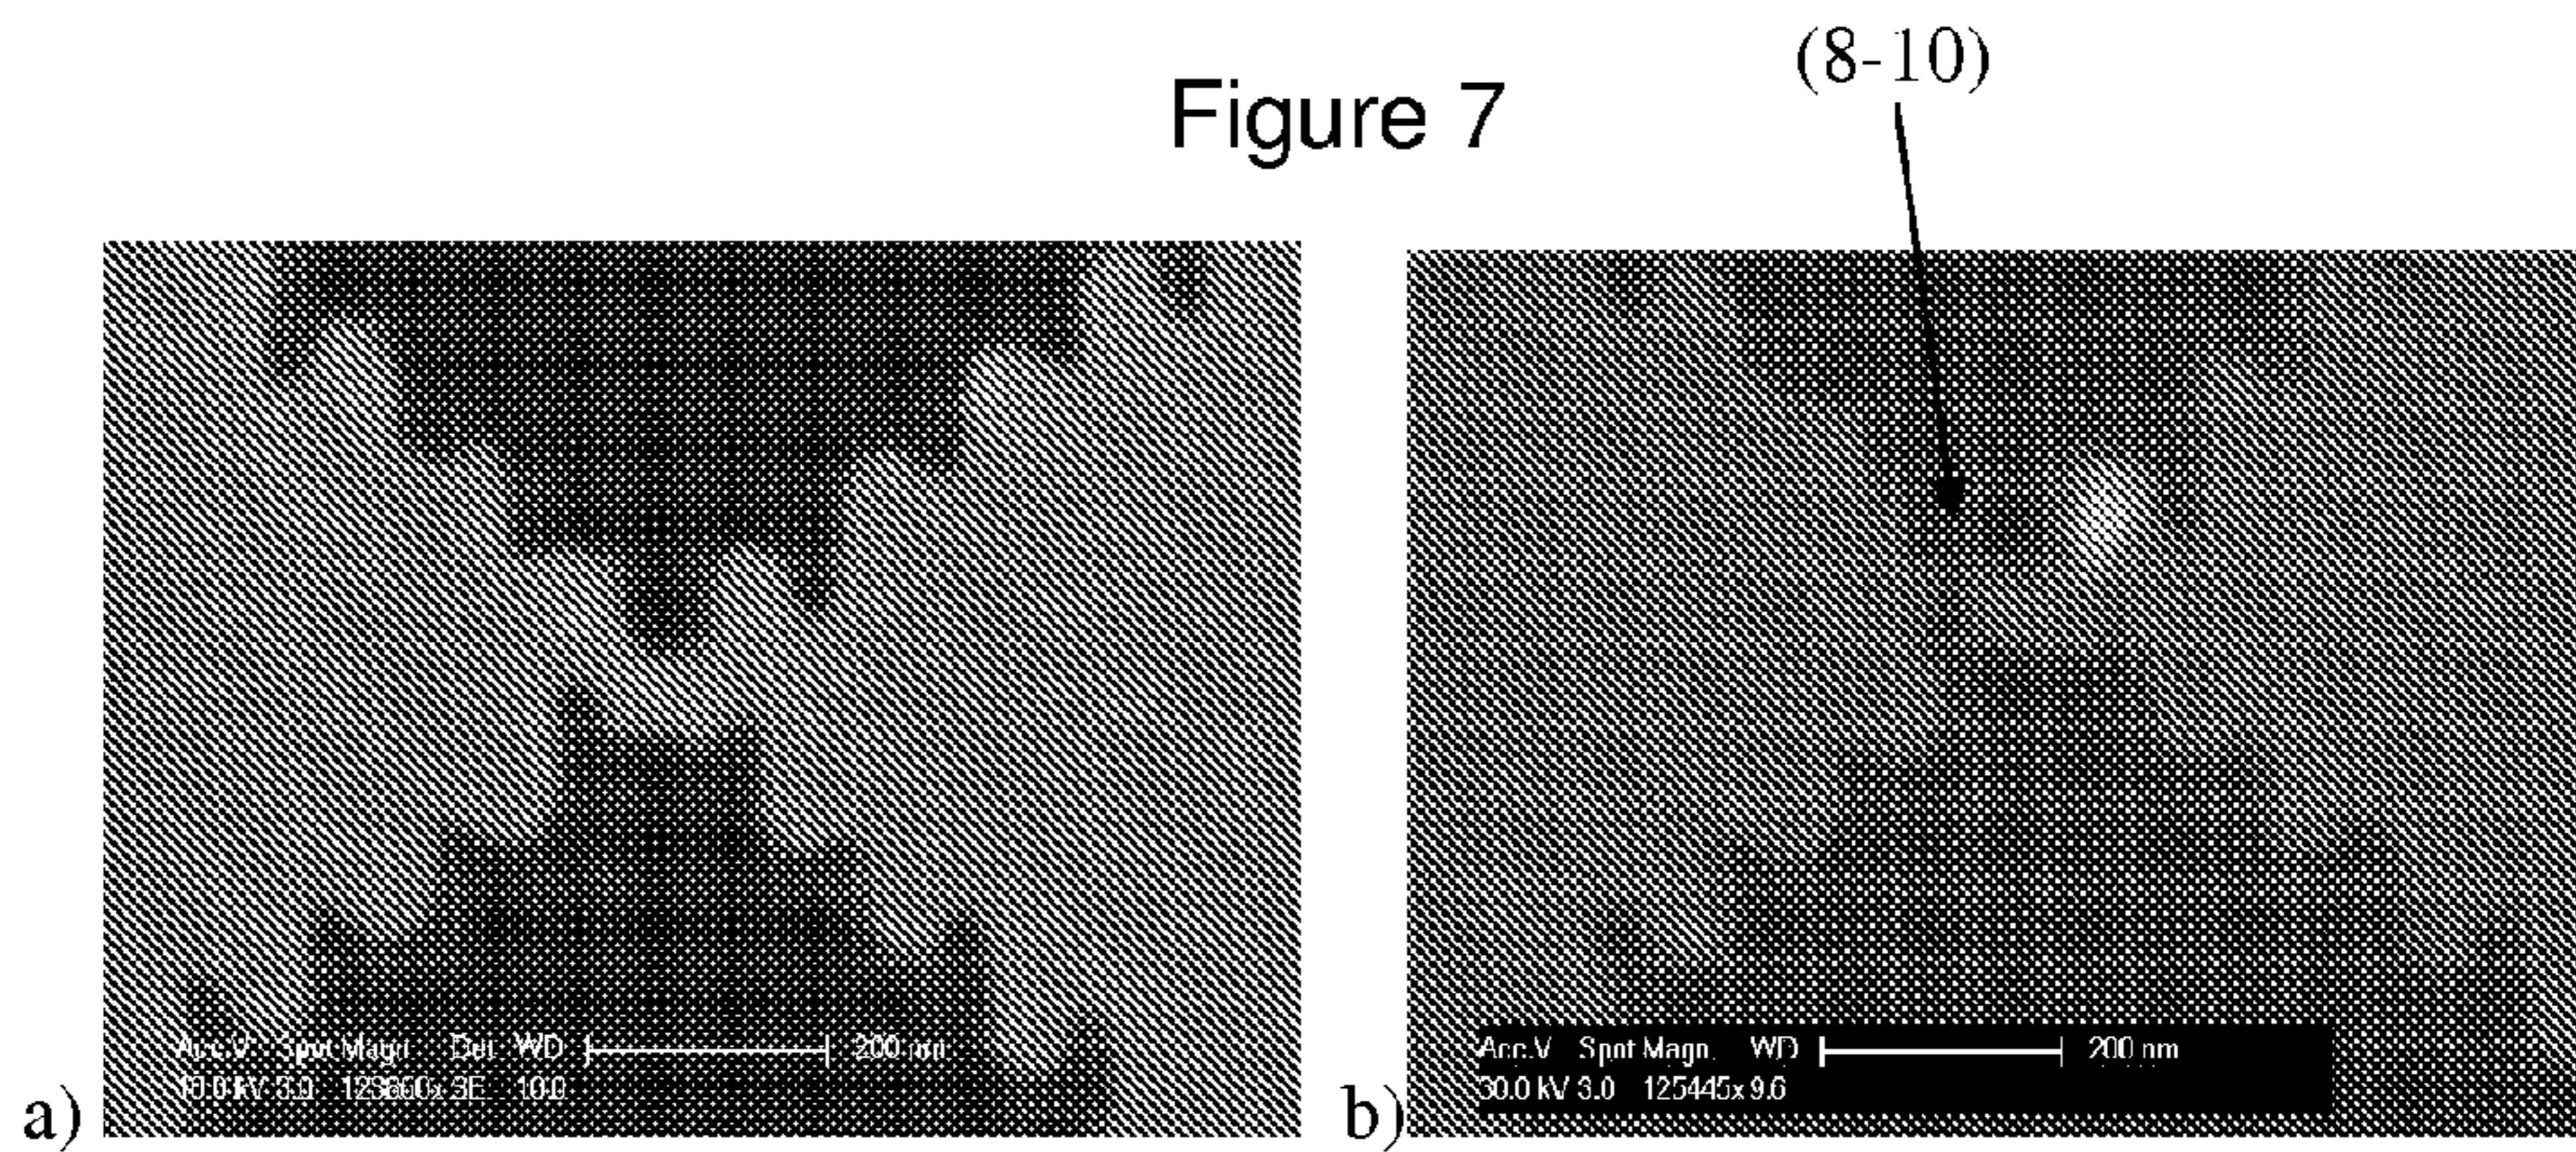 (8-10)
Figure 7
Acc.V Spot Magn Det WD 200 nm
10.0 kV 3.0 SE 10.0
a)
Acc.V Spot Magn. WD 200 nm
30.0 kV 3.0 125445x 9.6
b)